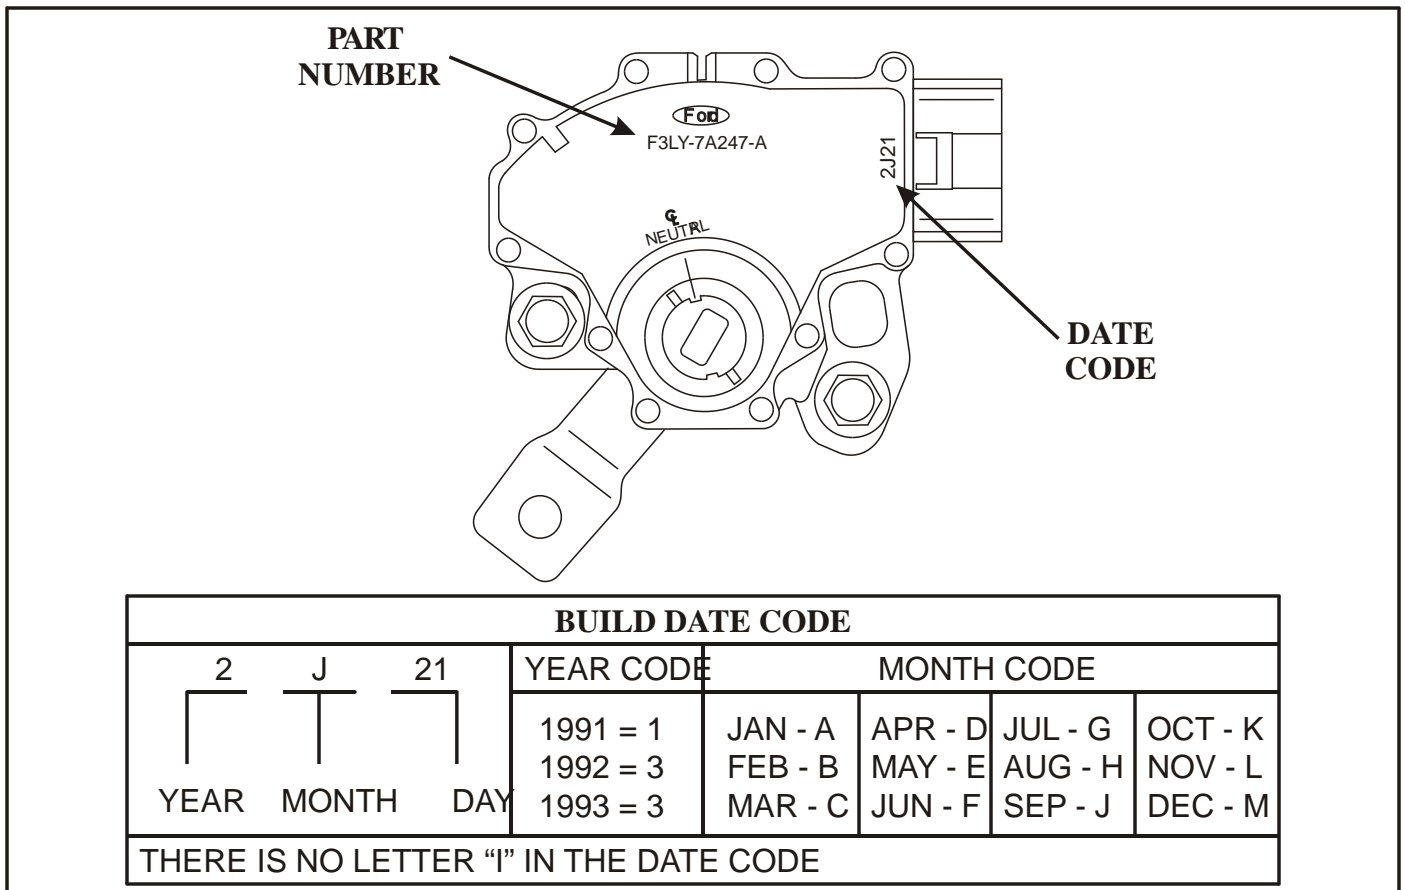 PART
NUMBER
Ford
F3LY-7A247-A
2J21
CL
NEUTRL
DATE
CODE
BUILD DATE CODE
2 J 21
YEAR MONTH DAY
YEAR CODE
1991 = 1
1992 = 3
1993 = 3
MONTH CODE
JAN - A APR - D JUL - G OCT - K
FEB - B MAY - E AUG - H NOV - L
MAR - C JUN - F SEP - J DEC - M
THERE IS NO LETTER “I” IN THE DATE CODE